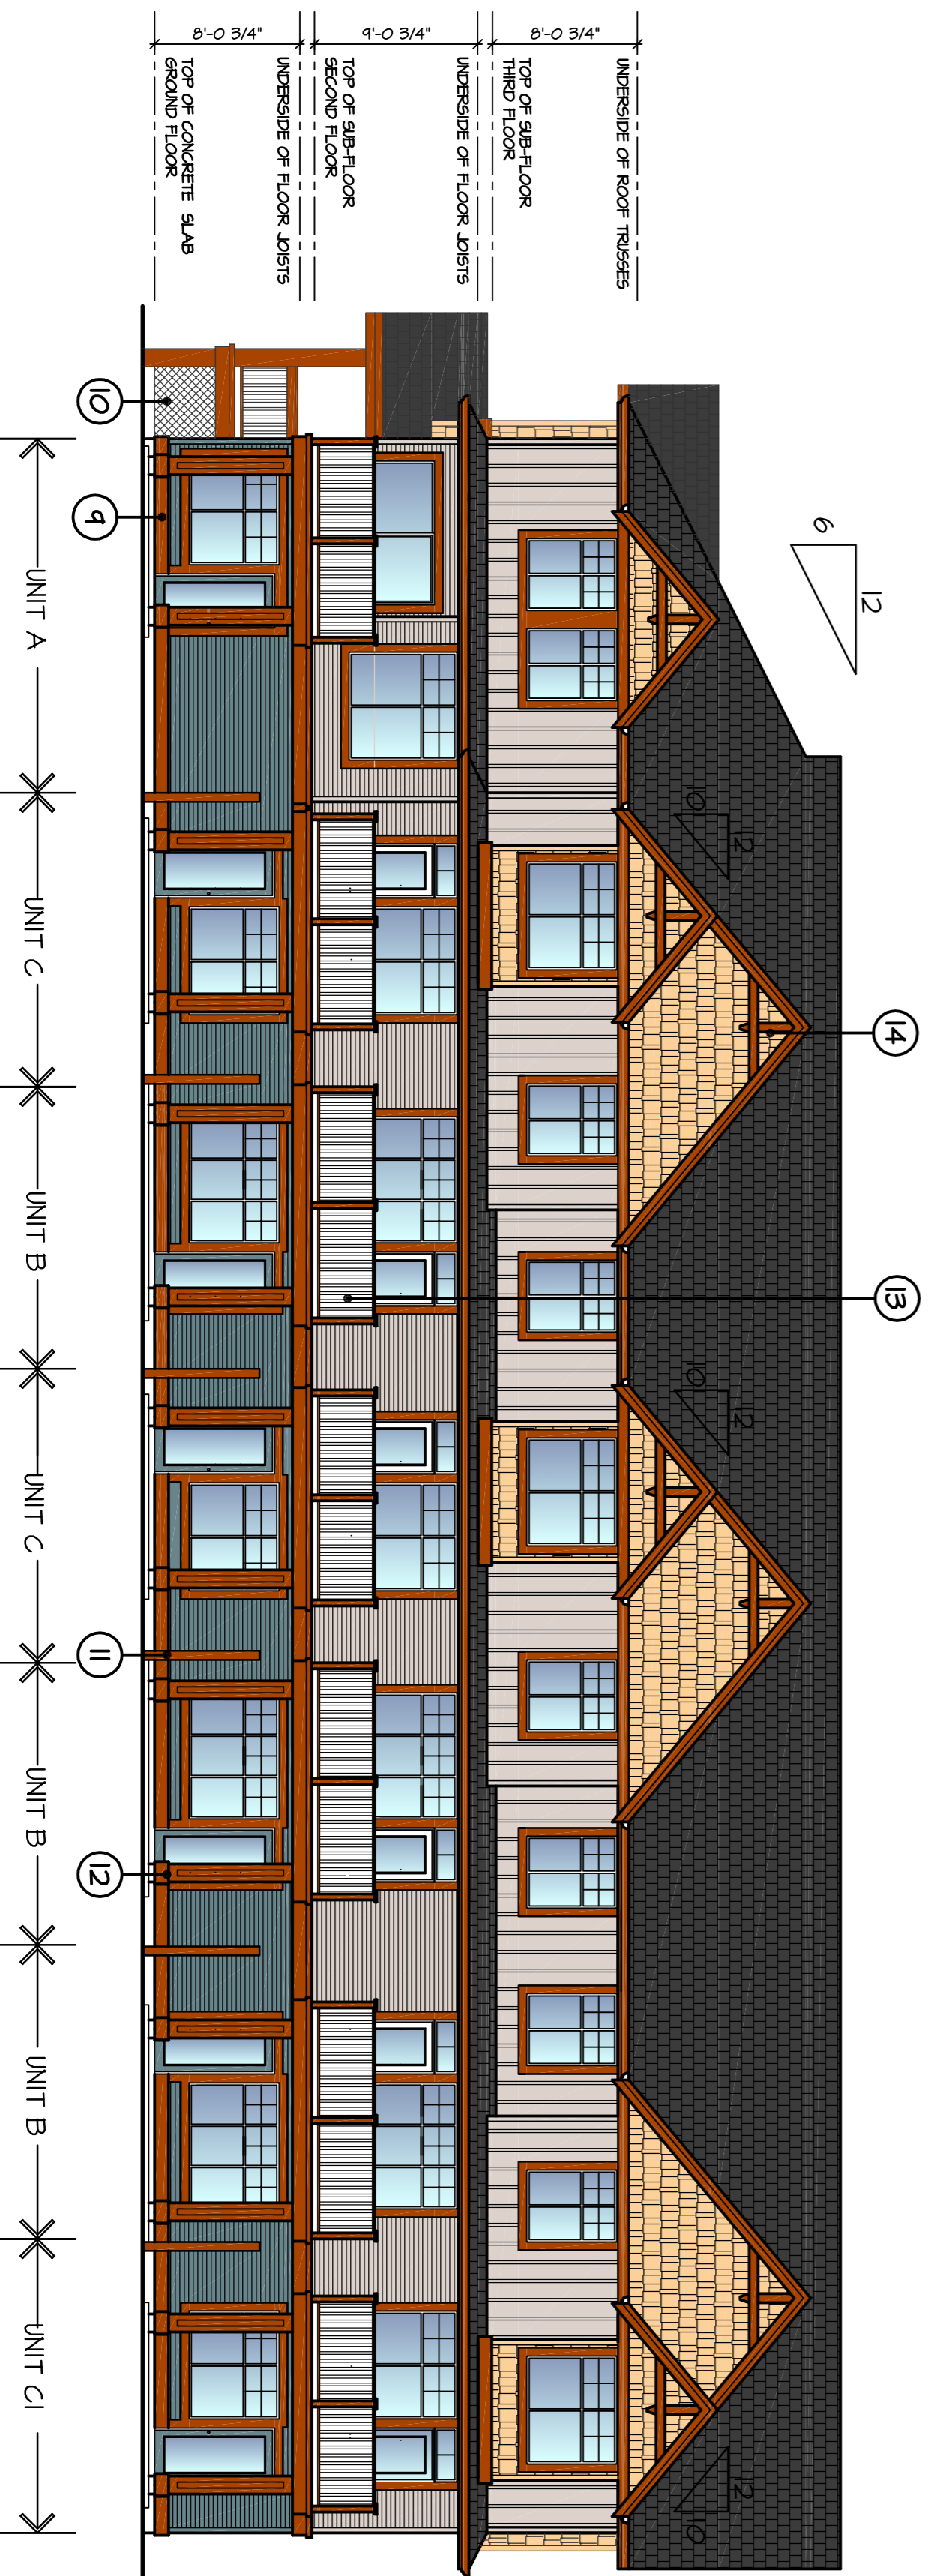 6
12
14
13
10
12
10
12
12
10
UNDERSIDE OF ROOF TRUSSES
8'-0 3/4"
TOP OF SUB-FLOOR
THIRD FLOOR
UNDERSIDE OF FLOOR JOISTS
9'-0 3/4"
TOP OF SUB-FLOOR
SECOND FLOOR
UNDERSIDE OF FLOOR JOISTS
8'-0 3/4"
TOP OF CONCRETE SLAB
GROUND FLOOR
10
9
11
12
UNIT A
UNIT C
UNIT B
UNIT C
UNIT B
UNIT B
UNIT C1